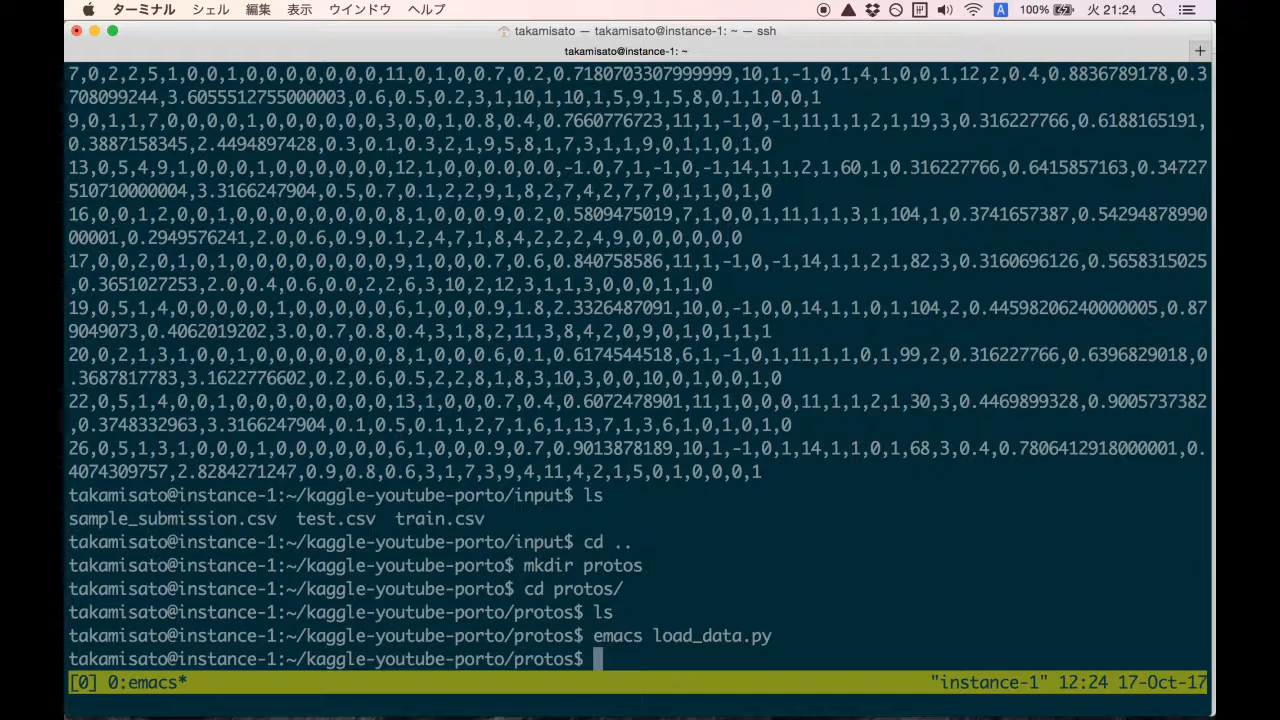 ターミナル シェル 編集 表示 ウインドウ ヘルプ A 100% 火 21:24
takamisato — takamisato@instance-1: ~ — ssh
takamisato@instance-1: ~ +
7,0,2,2,5,1,0,0,1,0,0,0,0,0,0,0,11,0,1,0,0.7,0.2,0.7180703307999999,10,1,-1,0,1,4,1,0,0,1,12,2,0.4,0.8836789178,0.3
708099244,3.6055512755000003,0.6,0.5,0.2,3,1,10,1,10,1,5,9,1,5,8,0,1,1,0,0,1
9,0,1,1,7,0,0,0,0,1,0,0,0,0,0,0,3,0,0,1,0.8,0.4,0.7660776723,11,1,-1,0,-1,11,1,1,2,1,19,3,0.316227766,0.6188165191,
0.3887158345,2.4494897428,0.3,0.1,0.3,2,1,9,5,8,1,7,3,1,1,9,0,1,1,0,1,0
13,0,5,4,9,1,0,0,0,1,0,0,0,0,0,0,12,1,0,0,0.0,0.0,-1.0,7,1,-1,0,-1,14,1,1,2,1,60,1,0.316227766,0.6415857163,0.34727
510710000004,3.3166247904,0.5,0.7,0.1,2,2,9,1,8,2,7,4,2,7,7,0,1,1,0,1,0
16,0,0,1,2,0,0,1,0,0,0,0,0,0,0,0,8,1,0,0,0.9,0.2,0.5809475019,7,1,0,0,1,11,1,1,3,1,104,1,0.3741657387,0.54294878990
00001,0.2949576241,2.0,0.6,0.9,0.1,2,4,7,1,8,4,2,2,2,4,9,0,0,0,0,0,0
17,0,0,2,0,1,0,1,0,0,0,0,0,0,0,0,9,1,0,0,0.7,0.6,0.840758586,11,1,-1,0,-1,14,1,1,2,1,82,3,0.3160696126,0.5658315025
,0.3651027253,2.0,0.4,0.6,0.0,2,2,6,3,10,2,12,3,1,1,3,0,0,0,1,1,0
19,0,5,1,4,0,0,0,0,0,1,0,0,0,0,0,6,1,0,0,0.9,1.8,2.3326487091,10,0,-1,0,0,14,1,1,0,1,104,2,0.44598206240000005,0.87
9049073,0.4062019202,3.0,0.7,0.8,0.4,3,1,8,2,11,3,8,4,2,0,9,0,1,0,1,1,1
20,0,2,1,3,1,0,0,1,0,0,0,0,0,0,0,8,1,0,0,0.6,0.1,0.6174544518,6,1,-1,0,1,11,1,1,0,1,99,2,0.316227766,0.6396829018,0
.3687817783,3.1622776602,0.2,0.6,0.5,2,2,8,1,8,3,10,3,0,0,10,0,1,0,0,1,0
22,0,5,1,4,0,0,1,0,0,0,0,0,0,0,0,13,1,0,0,0.7,0.4,0.6072478901,11,1,0,0,0,11,1,1,2,1,30,3,0.4469899328,0.9005737382
,0.3748332963,3.3166247904,0.1,0.5,0.1,1,2,7,1,6,1,13,7,1,3,6,1,0,1,0,1,0
26,0,5,1,3,1,0,0,0,1,0,0,0,0,0,0,6,1,0,0,0.9,0.7,0.9013878189,10,1,-1,0,1,14,1,1,0,1,68,3,0.4,0.7806412918000001,0.
4074309757,2.8284271247,0.9,0.8,0.6,3,1,7,3,9,4,11,4,2,1,5,0,1,0,0,0,1
takamisato@instance-1:~/kaggle-youtube-porto/input$ ls
sample_submission.csv test.csv train.csv
takamisato@instance-1:~/kaggle-youtube-porto/input$ cd ..
takamisato@instance-1:~/kaggle-youtube-porto$ mkdir protos
takamisato@instance-1:~/kaggle-youtube-porto$ cd protos/
takamisato@instance-1:~/kaggle-youtube-porto/protos$ ls
takamisato@instance-1:~/kaggle-youtube-porto/protos$ emacs load_data.py
takamisato@instance-1:~/kaggle-youtube-porto/protos$
[0] 0:emacs* "instance-1" 12:24 17-Oct-17